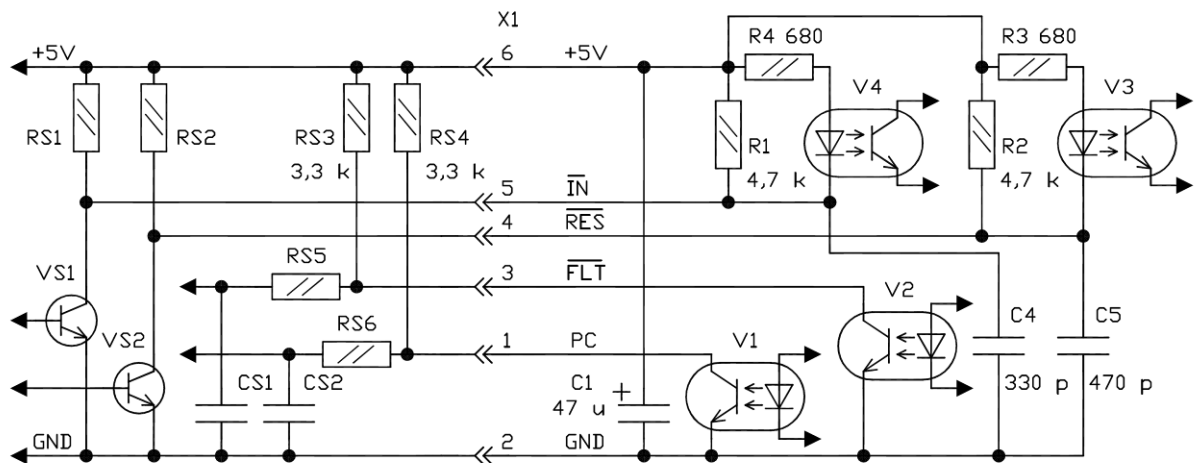 X1
R4 680
R3 680
+5V
6
+5V
V4
V3
RS1
RS2
RS3
RS4
R1
R2
3,3 k
3,3 k
4,7 k
4,7 k
5
IN
4
RES
VS1
RS5
3
FLT
V2
VS2
RS6
C4
C5
1
PC
V1
CS1
CS2
C1
+
330 p
470 p
47 u
GND
2
GND